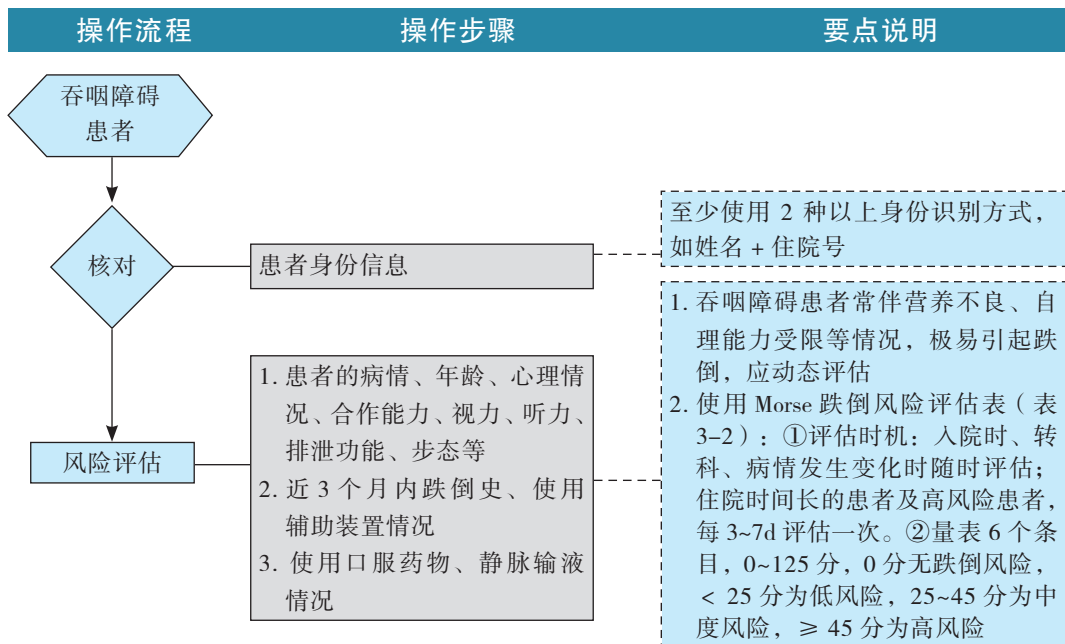 操作流程
操作步骤
要点说明
吞咽障碍
患者
核对
患者身份信息
至少使用 2 种以上身份识别方式，
如姓名 + 住院号
风险评估
1. 患者的病情、年龄、心理情
况、合作能力、视力、听力、
排泄功能、步态等
2. 近 3 个月内跌倒史、使用
辅助装置情况
3. 使用口服药物、静脉输液
情况
1. 吞咽障碍患者常伴营养不良、自
理能力受限等情况，极易引起跌
倒，应动态评估
2. 使用 Morse 跌倒风险评估表（表
3-2）：①评估时机：入院时、转
科、病情发生变化时随时评估；
住院时间长的患者及高风险患者，
每 3~7d 评估一次。②量表 6 个条
目，0~125 分，0 分无跌倒风险，
< 25 分为低风险，25~45 分为中
度风险，≥ 45 分为高风险